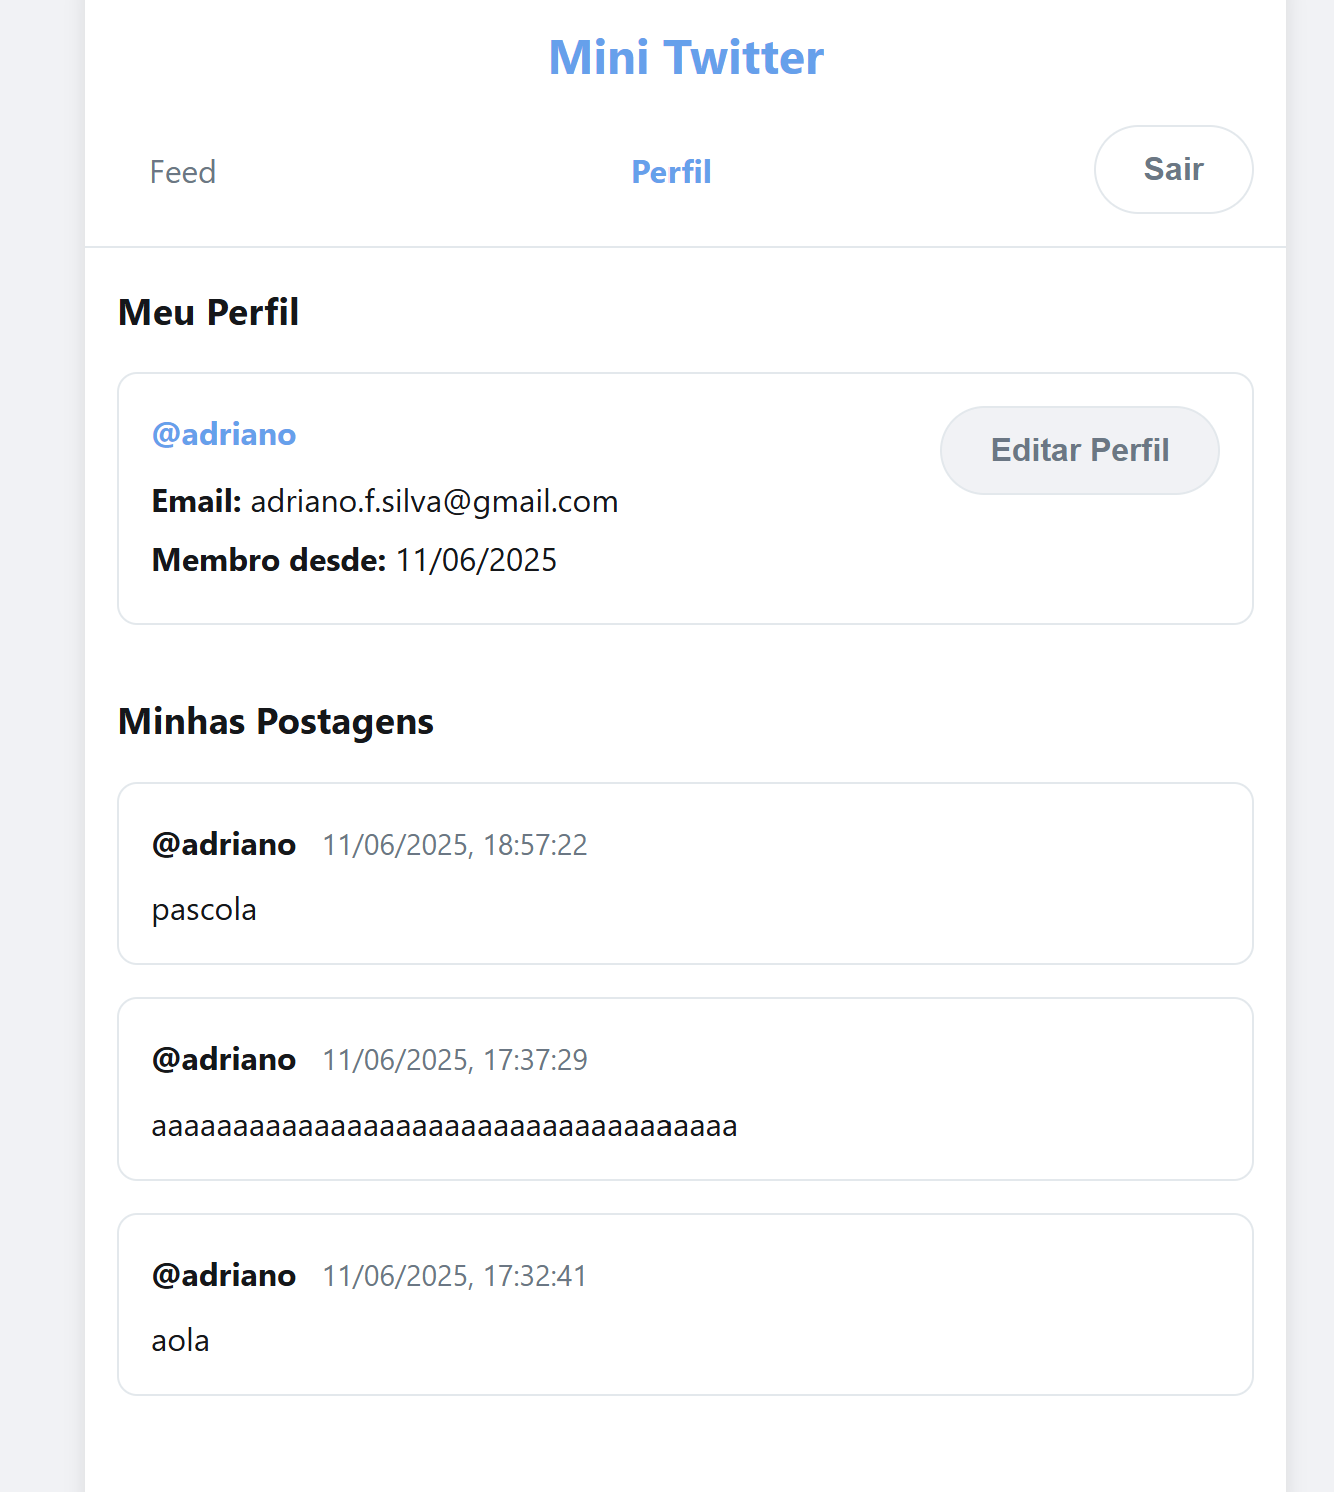 Mini Twitter
Feed
Perfil
Sair
Meu Perfil
@adriano
Editar Perfil
Email: adriano.f.silva@gmail.com
Membro desde: 11/06/2025
Minhas Postagens
@adriano 11/06/2025, 18:57:22
pascola
@adriano 11/06/2025, 17:37:29
aaaaaaaaaaaaaaaaaaaaaaaaaaaaaaaaaaaa
@adriano 11/06/2025, 17:32:41
aola